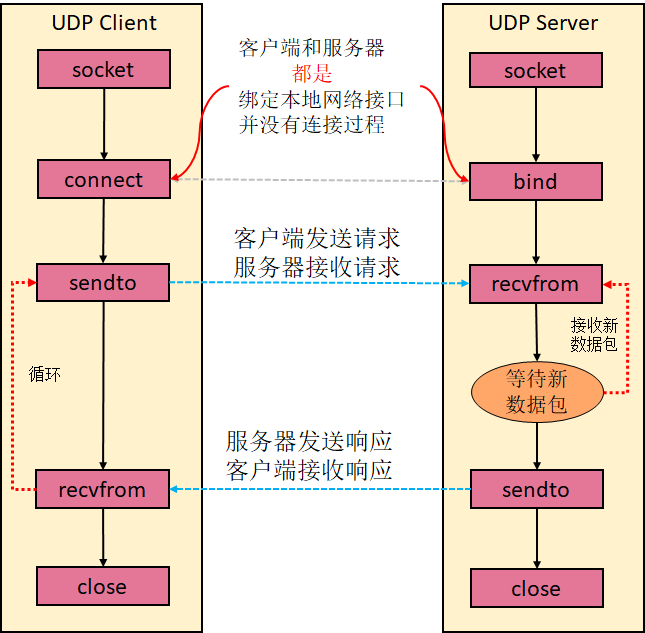 UDP Client
UDP Server
socket
客户端和服务器
都是
绑定本地网络接口
并没有连接过程
socket
connect
bind
客户端发送请求
服务器接收请求
sendto
recvfrom
循环
接收新
数据包
等待新
数据包
服务器发送响应
客户端接收响应
recvfrom
sendto
close
close